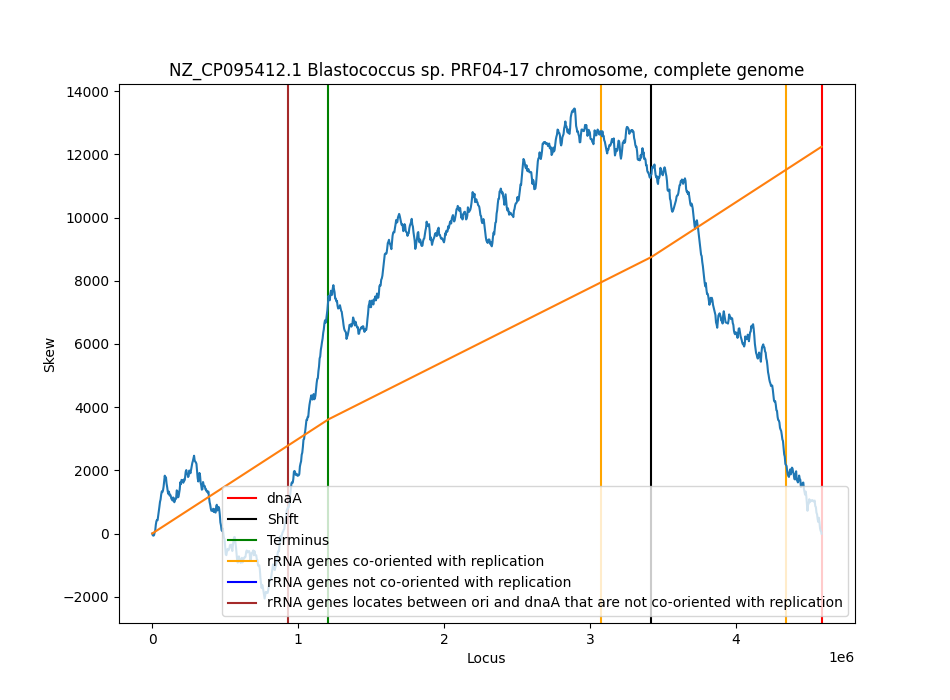 NZ_CP095412.1 Blastococcus sp. PRF04-17 chromosome, complete genome
14000
12000
10000
8000
6000
4000
2000
0
−2000
Skew
dnaA
Shift
Terminus
rRNA genes co-oriented with replication
rRNA genes not co-oriented with replication
rRNA genes locates between ori and dnaA that are not co-oriented with replication
0 1 2 3 4
Locus
1e6